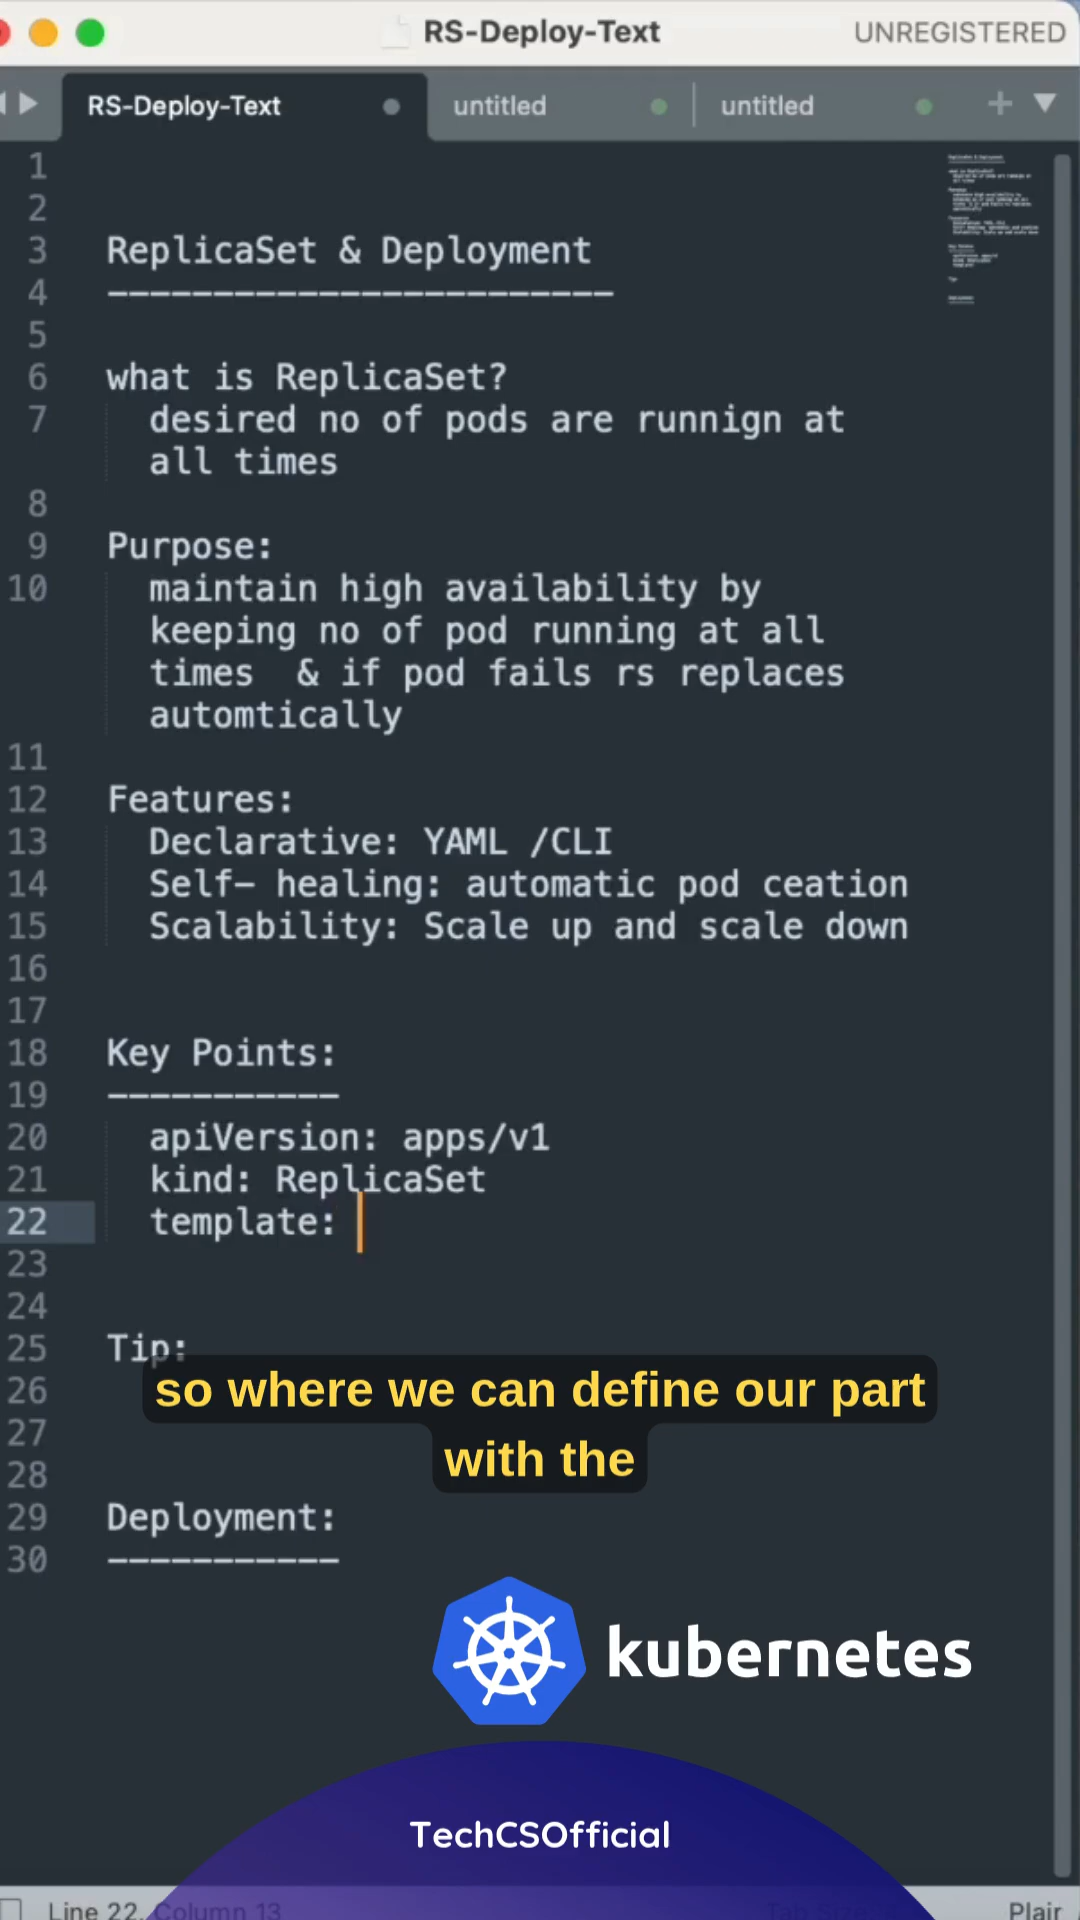 RS-Deploy-Text
UNREGISTERED
RS-Deploy-Text
untitled
untitled
1
2
3 ReplicaSet & Deployment
4 ------------------------
5
6 what is ReplicaSet?
7 desired no of pods are runnign at
all times
8
9 Purpose:
10 maintain high availability by
keeping no of pod running at all
times  & if pod fails rs replaces
automtically
11
12 Features:
13 Declarative: YAML /CLI
14 Self- healing: automatic pod ceation
15 Scalability: Scale up and scale down
16
17
18 Key Points:
19 -----------
20 apiVersion: apps/v1
21 kind: ReplicaSet
22 template:
23
24
25 Tip:
26
27
28
29 Deployment:
30 -----------
so where we can define our part
with the
kubernetes
TechCSOfficial
Line 22, Column 13
Tab Size
Plair